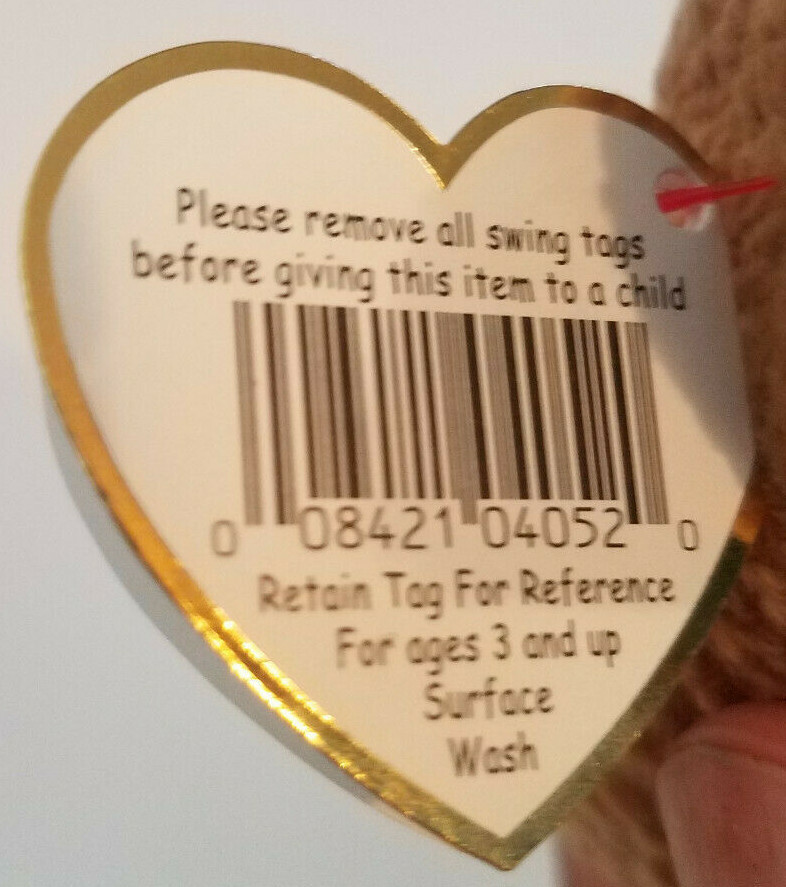 Please remove all swing tags
before giving this item to a child
0 08421 04052 0
Retain Tag For Reference
For ages 3 and up
Surface
Wash